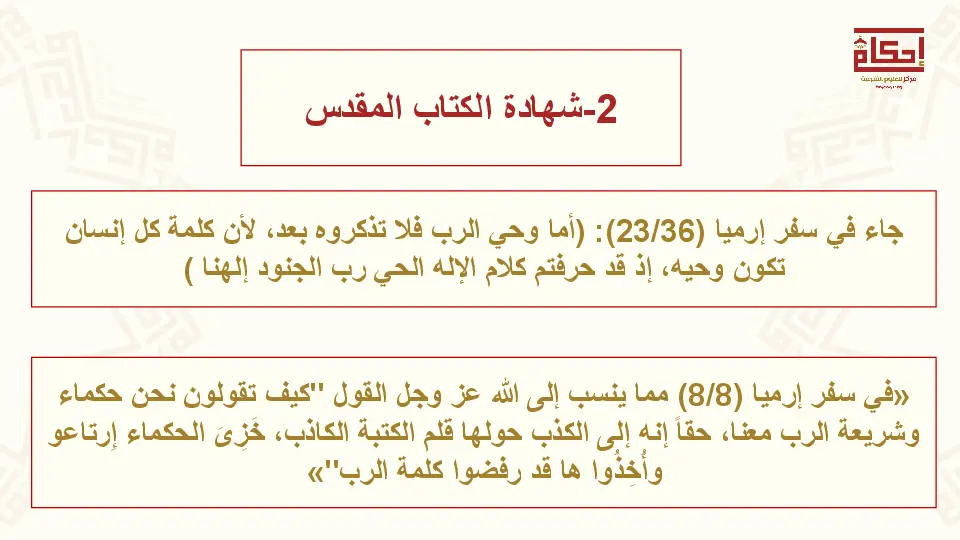 إحكام
مركز للعلوم الشرعية
2-شهادة الكتاب المقدس
جاء في سفر إرميا (23/36): (أما وحي الرب فلا تذكروه بعد، لأن كلمة كل إنسان
تكون وحيه، إذ قد حرفتم كلام الإله الحي رب الجنود إلهنا )
«في سفر إرميا (8/8) مما ينسب إلى الله عز وجل القول "كيف تقولون نحن حكماء
وشريعة الرب معنا، حقاً إنه إلى الكذب حولها قلم الكتبة الكاذب، خَزِىَ الحكماء إِرتاعو
وأُخِذُوا ها قد رفضوا كلمة الرب"»